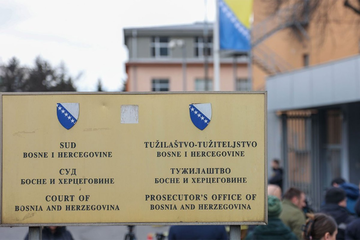 SUD
BOSNE I HERCEGOVINE
СУД
БОСНЕ И ХЕРЦЕГОВИНЕ
COURT OF
BOSNIA AND HERZEGOVINA
TUŽILAŠTVO-TUŽITELJSTVO
BOSNE I HERCEGOVINE
ТУЖИЛАШТВО
БОСНЕ И ХЕРЦЕГОВИНЕ
PROSECUTOR'S OFFICE OF
BOSNIA AND HERZEGOVINA